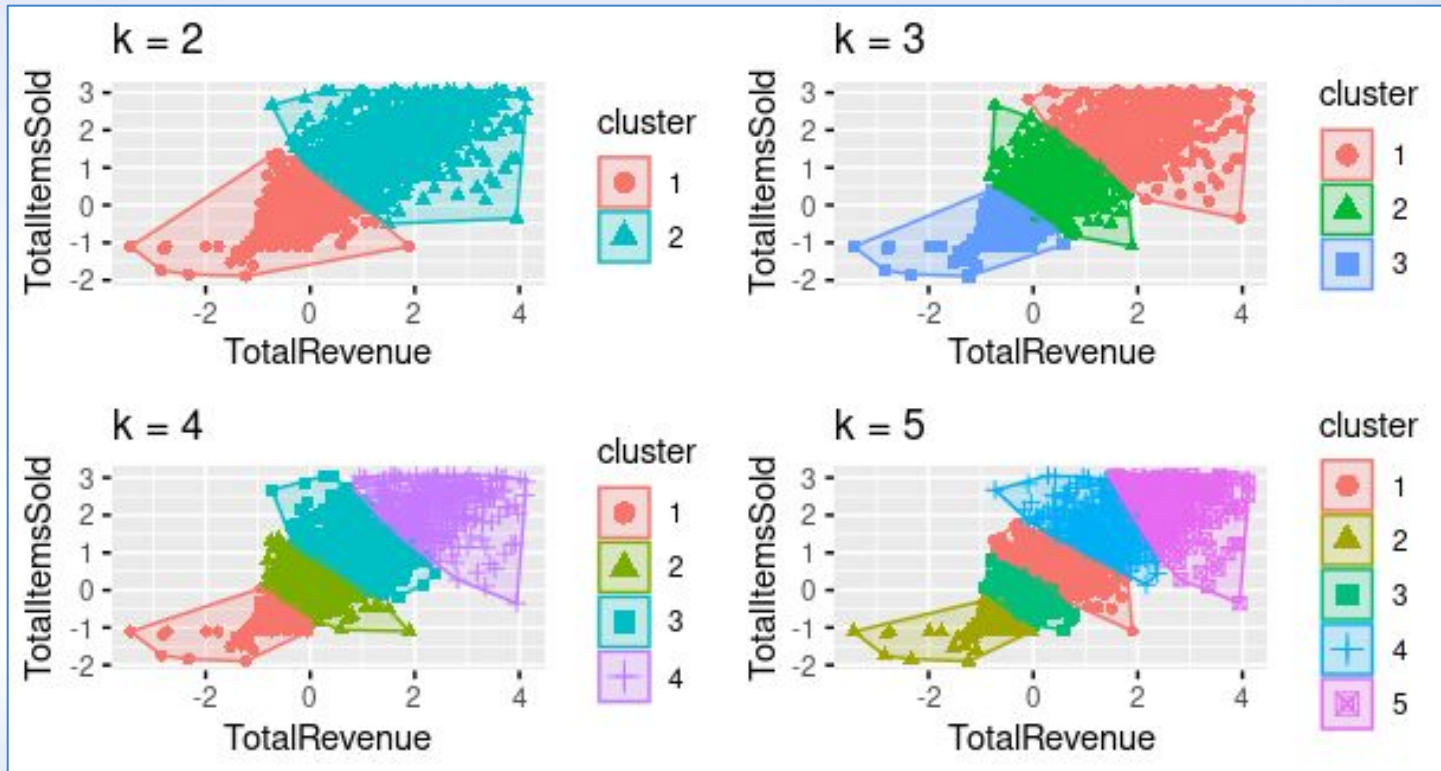 k = 2
TotalItemsSold
3
2
1
0
-1
-2
-2 0 2 4
TotalRevenue
cluster
1
2
k = 3
TotalItemsSold
3
2
1
0
-1
-2
-2 0 2 4
TotalRevenue
cluster
1
2
3
k = 4
TotalItemsSold
3
2
1
0
-1
-2
-2 0 2 4
TotalRevenue
cluster
1
2
3
4
k = 5
TotalItemsSold
3
2
1
0
-1
-2
-2 0 2 4
TotalRevenue
cluster
1
2
3
4
5